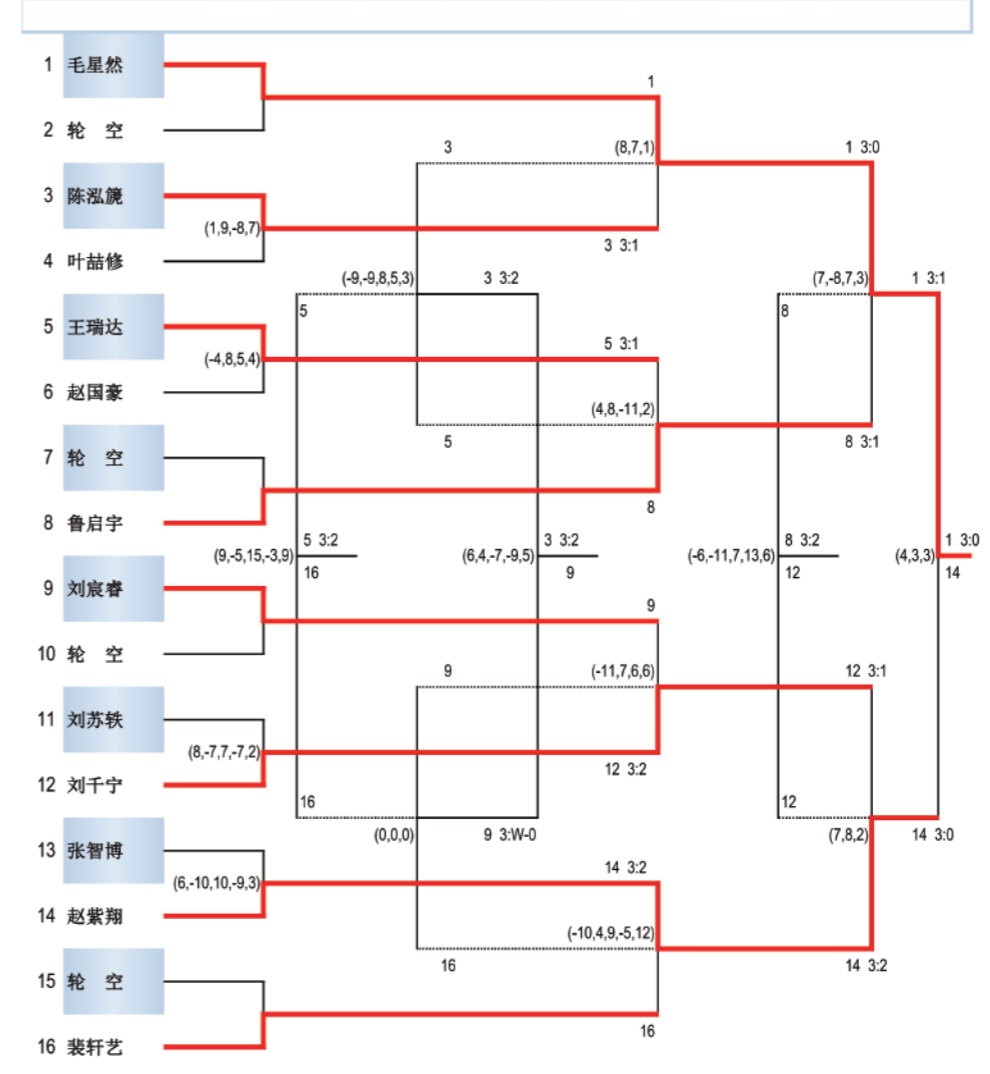 1
1 毛星然
2 轮 空
3 (8,7,1) 1 3:0
3 陈泓篪
(1,9,-8,7)
3 3:1
4 叶喆修
(-9,-9,8,5,3) 3 3:2 (7,-8,7,3) 1 3:1
5 8
5 王瑞达
5 3:1
(-4,8,5,4)
6 赵国豪
(4,8,-11,2)
5 8 3:1
7 轮 空
8
8 鲁启宇
5 3:2 3 3:2 8 3:2 1 3:0
(9,-5,15,-3,9) (6,4,-7,-9,5) (-6,-11,7,13,6) (4,3,3)
16 9 12 14
9 刘宸睿
9
10 轮 空
9 (-11,7,6,6) 12 3:1
11 刘苏轶
(8,-7,7,-7,2)
12 3:2
12 刘千宁
16 12
(0,0,0) 9 3:W-0 (7,8,2) 14 3:0
13 张智博
14 3:2
(6,-10,10,-9,3)
14 赵紫翔
(-10,4,9,-5,12)
16 14 3:2
15 轮 空
16
16 裴轩艺